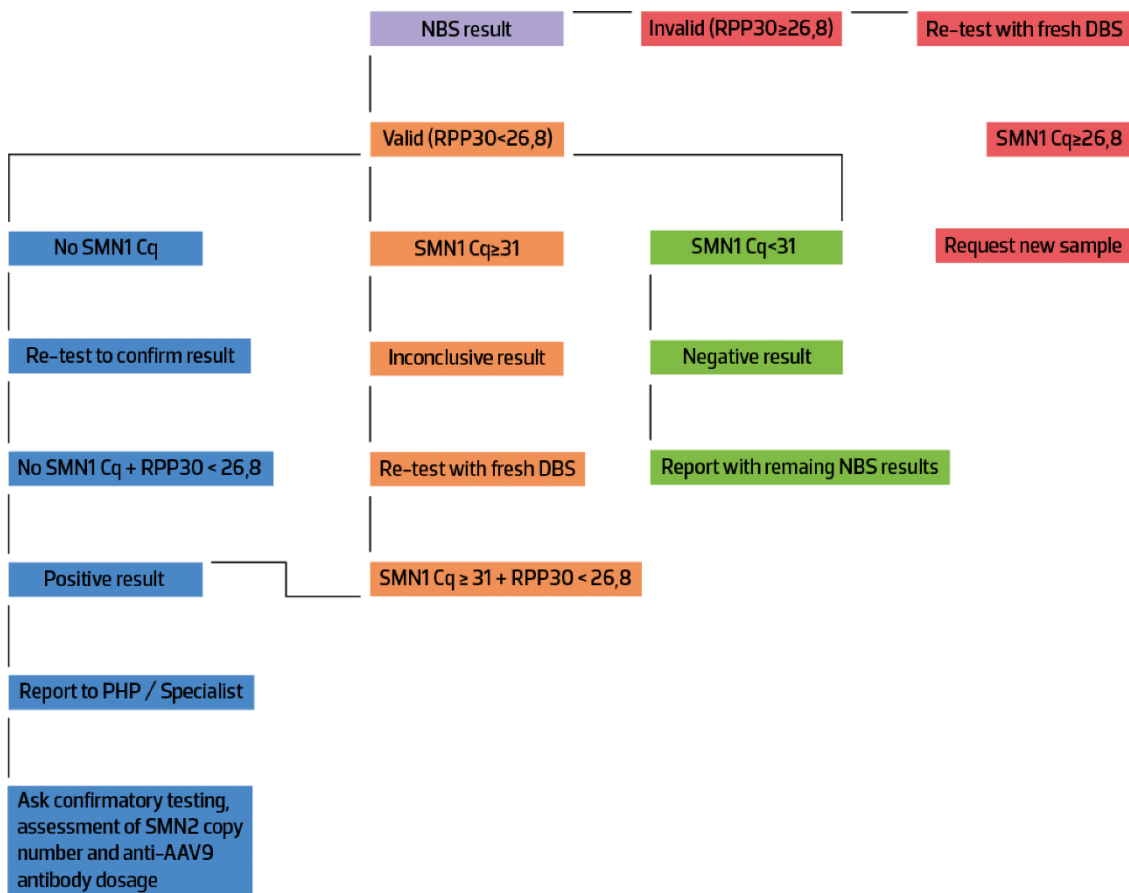 NBS result
Invalid (RPP30≥26,8)
Re-test with fresh DBS
Valid (RPP30<26,8)
SMN1 Cq≥26,8
No SMN1 Cq
SMN1 Cq≥31
SMN1 Cq<31
Request new sample
Re-test to confirm result
Inconclusive result
Negative result
No SMN1 Cq + RPP30 < 26,8
Re-test with fresh DBS
Report with remaing NBS results
Positive result
SMN1 Cq ≥ 31 + RPP30 < 26,8
Report to PHP / Specialist
Ask confirmatory testing,
assessment of SMN2 copy
number and anti-AAV9
antibody dosage